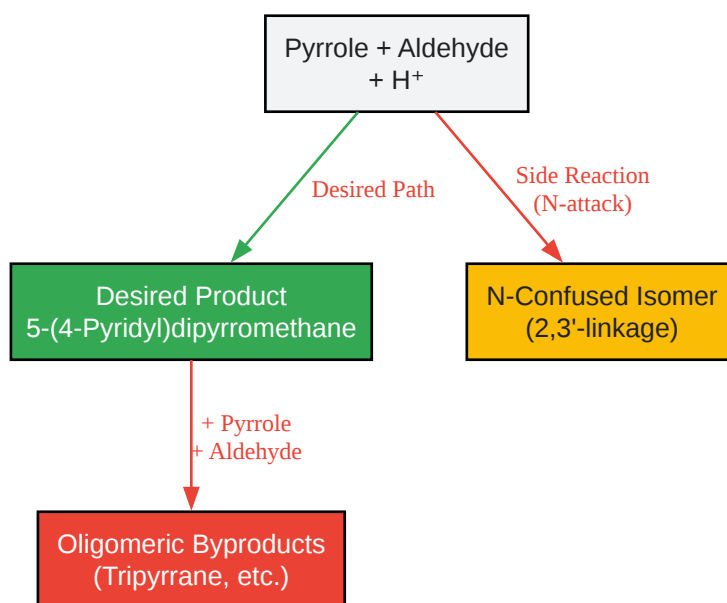 Pyrrole + Aldehyde
+ H⁺
Desired Path
Side Reaction
(N-attack)
Desired Product
5-(4-Pyridyl)dipyrromethane
N-Confused Isomer
(2,3'-linkage)
+ Pyrrole
+ Aldehyde
Oligomeric Byproducts
(Tripyrrane, etc.)